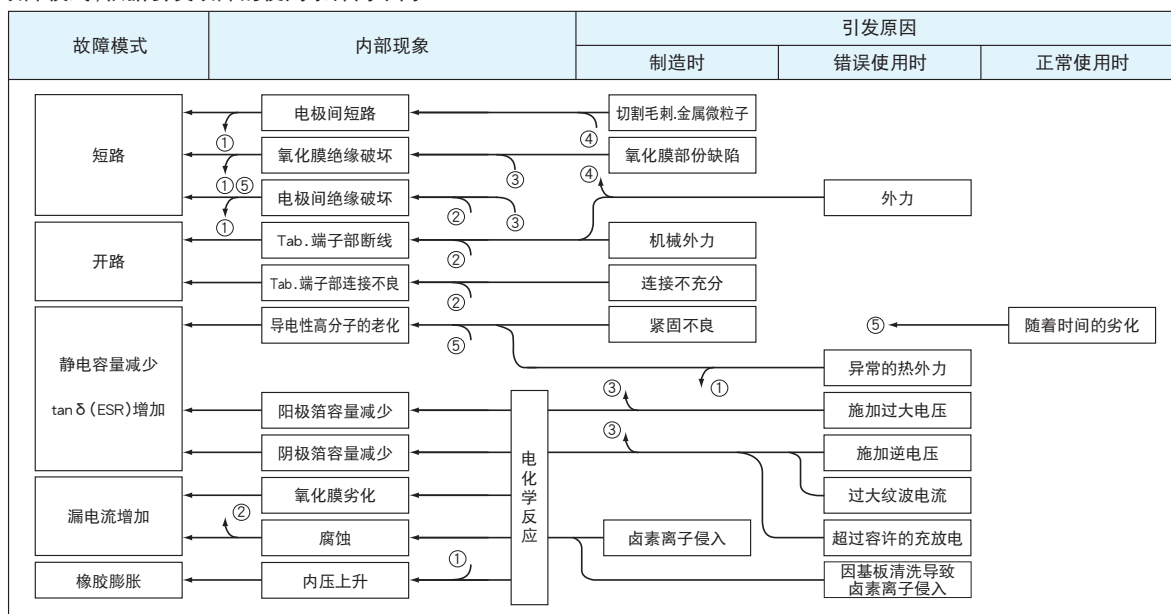 故障模式
内部现象
引发原因
制造时
错误使用时
正常使用时
短路
电极间短路
切割毛刺.金属微粒子
①
④
氧化膜绝缘破坏
氧化膜部份缺陷
①⑤
③
电极间绝缘破坏
④
外力
①
②
③
开路
Tab.端子部断线
机械外力
②
Tab.端子部连接不良
连接不充分
②
静电容量减少
tanδ(ESR)增加
导电性高分子的老化
紧固不良
⑤
随着时间的劣化
⑤
异常的热外力
①
阳极箔容量减少
③
施加过大电压
阴极箔容量减少
③
施加逆电压
电化学反应
漏电流增加
氧化膜劣化
过大纹波电流
②
腐蚀
卤素离子侵入
超过容许的充放电
橡胶膨胀
内压上升
①
因基板清洗导致
卤素离子侵入